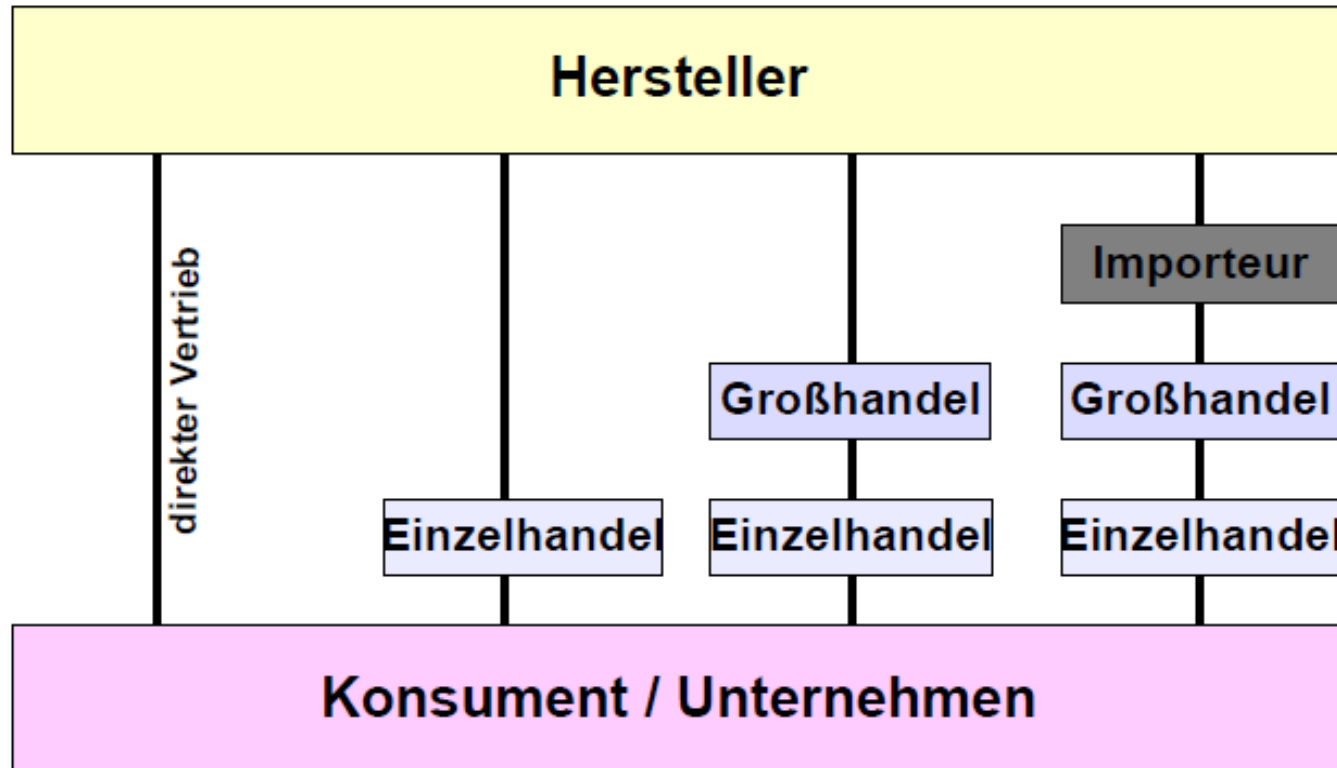 Hersteller
direkter Vertrieb
Importeur
Großhandel
Großhandel
Einzelhandel
Einzelhandel
Einzelhandel
Konsument / Unternehmen